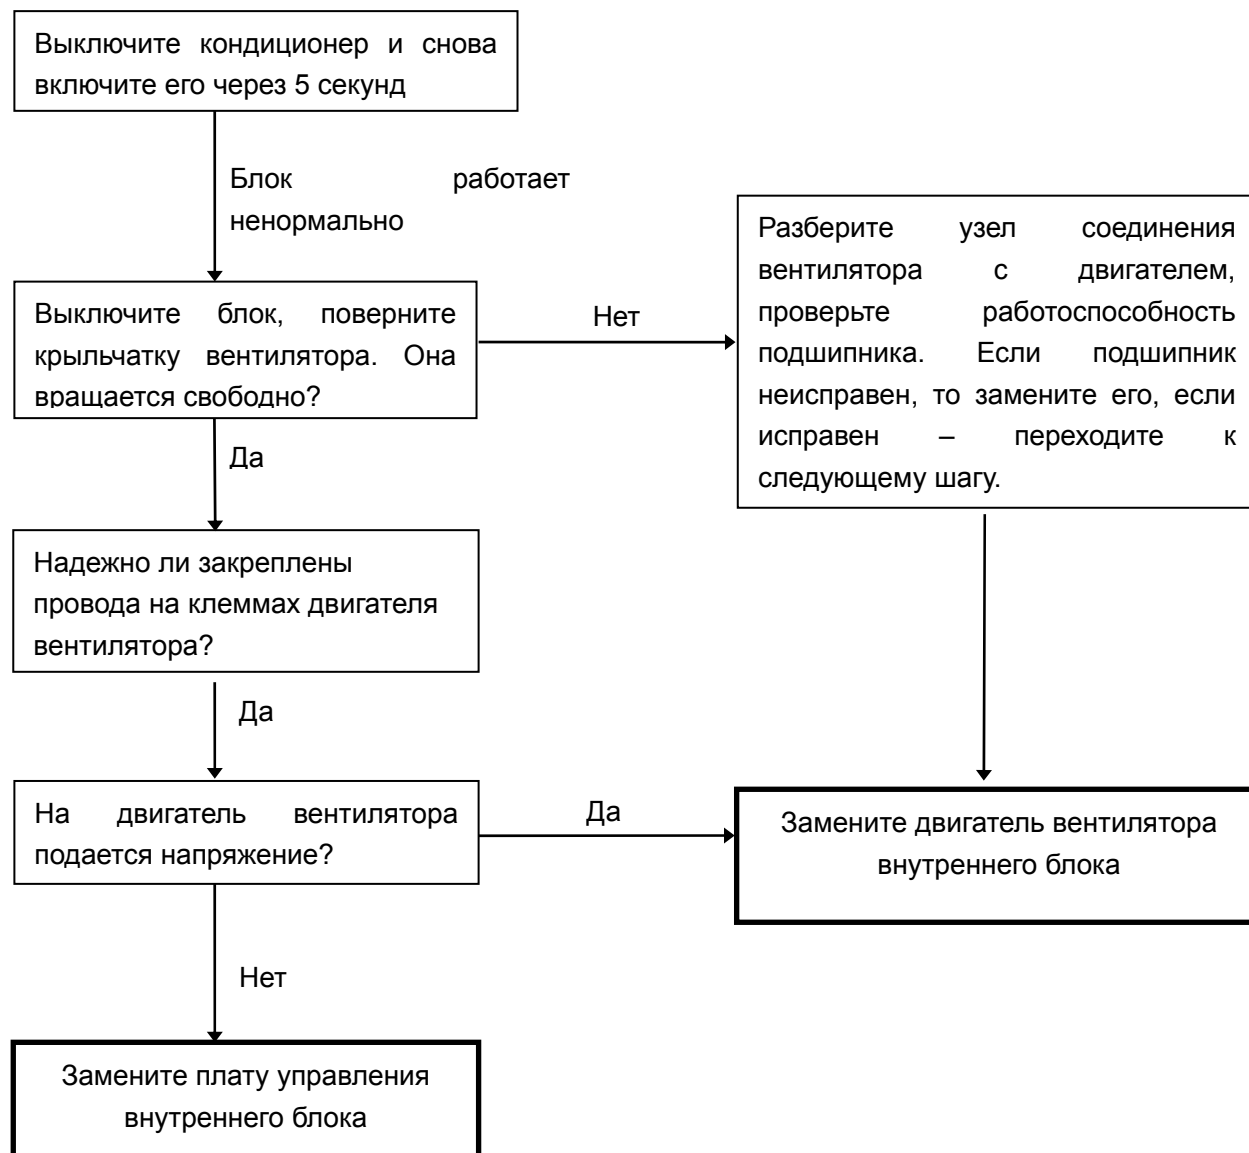 Выключите кондиционер и снова
включите его через 5 секунд
Блок работает
ненормально
Выключите блок, поверните
крыльчатку вентилятора. Она
вращается свободно?
Нет
Разберите узел соединения
вентилятора с двигателем,
проверьте работоспособность
подшипника. Если подшипник
неисправен, то замените его, если
исправен – переходите к
следующему шагу.
Да
Надежно ли закреплены
провода на клеммах двигателя
вентилятора?
Да
На двигатель вентилятора
подается напряжение?
Да
Замените двигатель вентилятора
внутреннего блока
Нет
Замените плату управления
внутреннего блока